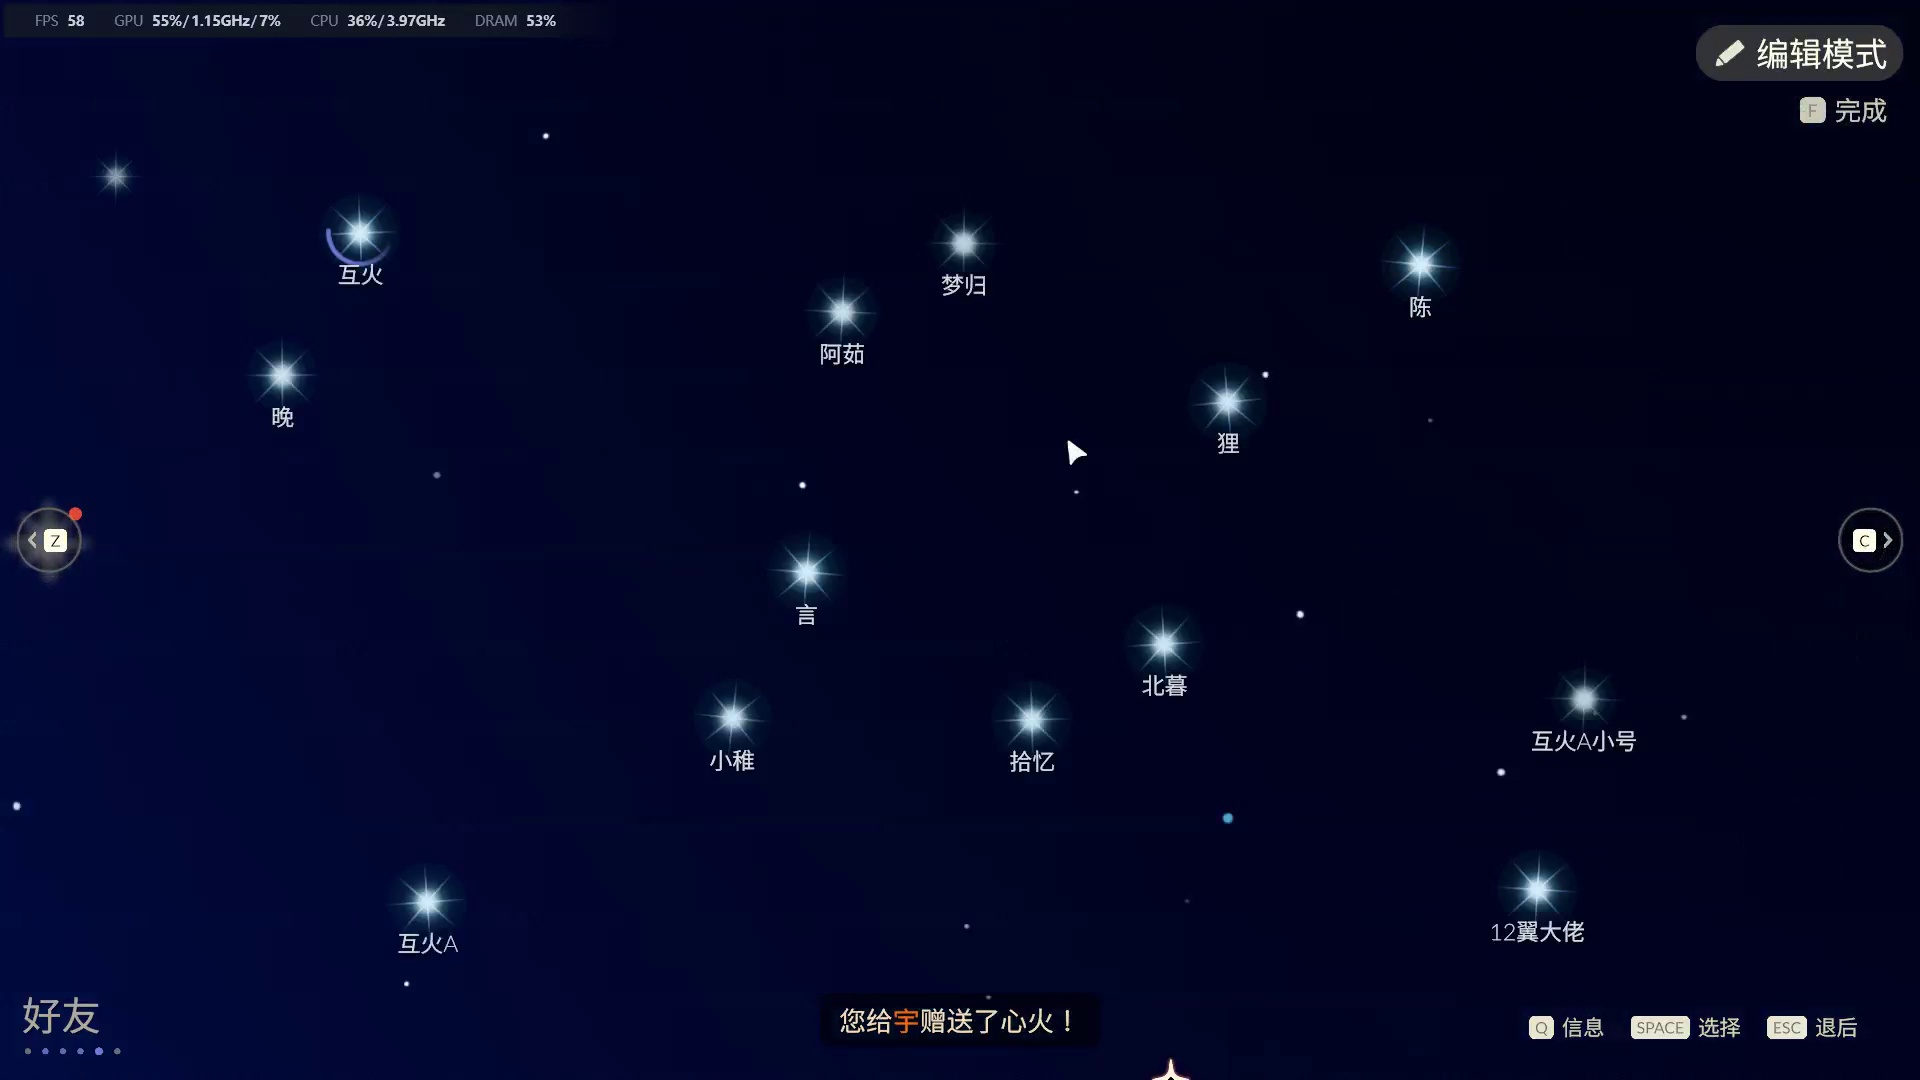 FPS 58 GPU 55%/1.15GHz/7% CPU 36%/3.97GHz DRAM 53%
编辑模式
F 完成
互火
梦归
陈
阿茹
晚
狸
Z
C
言
北暮
互火A小号
小稚
拾忆
12翼大佬
互火A
好友
您给宇赠送了心火！
Q 信息 SPACE 选择 ESC 退后